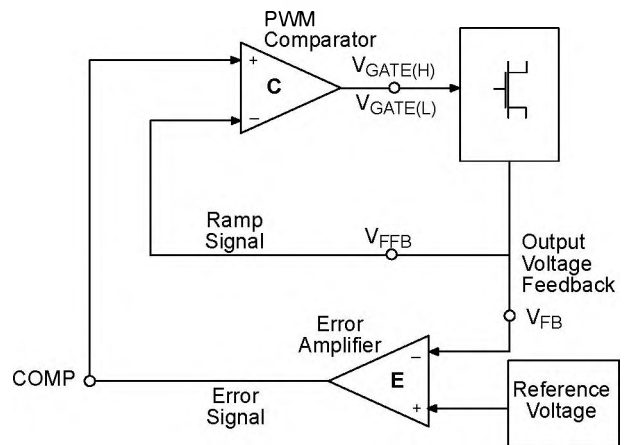 PWM
Comparator
+
C
−
VGATE(H)
VGATE(L)
Ramp
Signal
VFFB
Output
Voltage
Feedback
VFB
Error
Amplifier
−
E
+
COMP
Error
Signal
Reference
Voltage